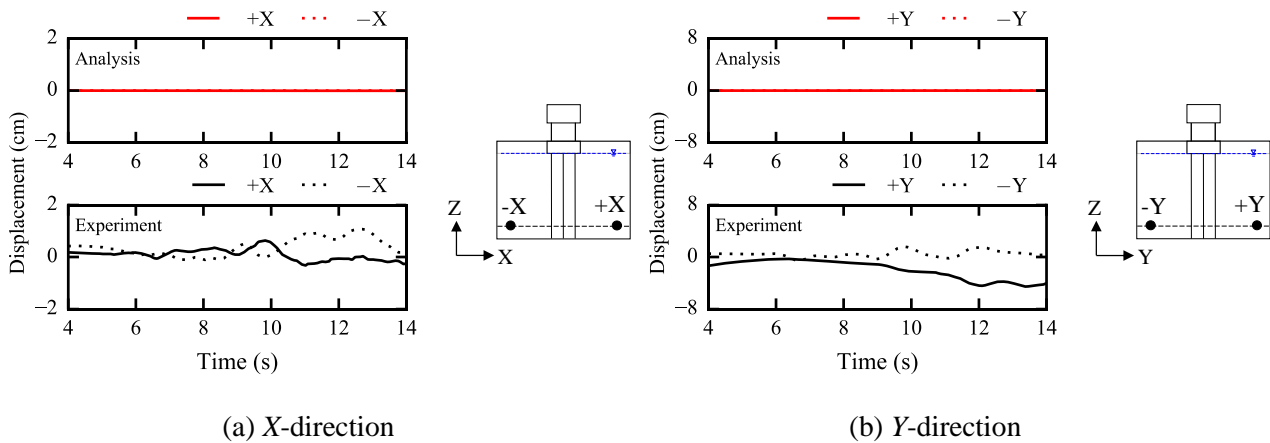 +X −X
2
0
−2
Analysis
4 6 8 10 12 14
+X −X
2
0
−2
Experiment
4 6 8 10 12 14
Displacement (cm)
Time (s)
-X +X
Z
X
(a) X-direction
+Y −Y
8
0
−8
Analysis
4 6 8 10 12 14
+Y −Y
8
0
−8
Experiment
4 6 8 10 12 14
Displacement (cm)
Time (s)
-Y +Y
Z
Y
(b) Y-direction